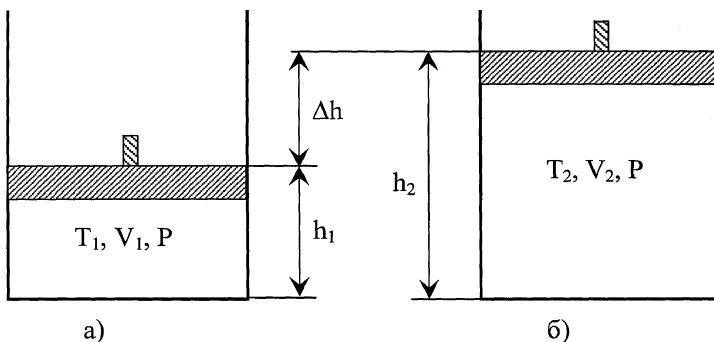 Δh
T₁, V₁, P
h₁
h₂
T₂, V₂, P
а)
б)